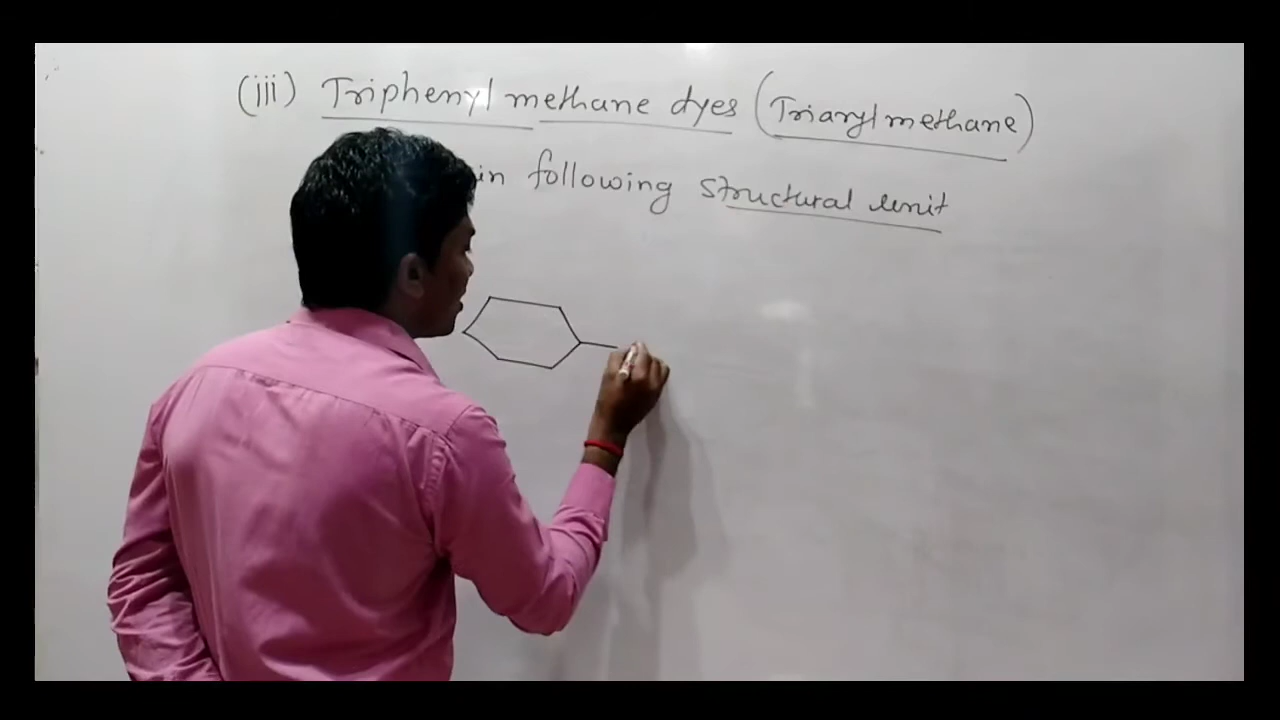 (iii) Triphenyl methane dyes (Triarylmethane)
in following structural unit